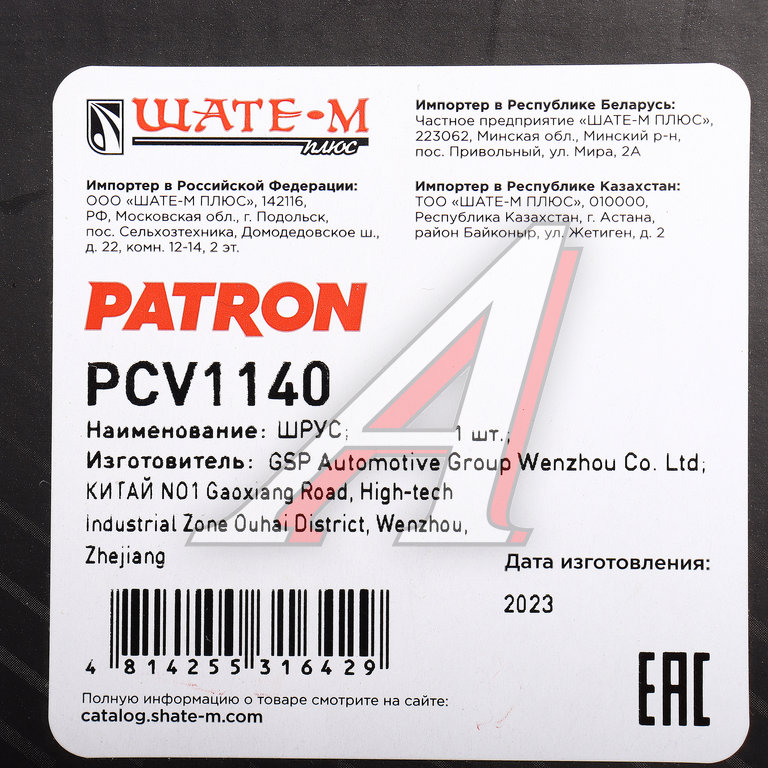 ШАТЕ-М
плюс
Импортер в Российской Федерации:
ООО «ШАТЕ-М ПЛЮС», 142116,
РФ, Московская обл., г. Подольск,
пос. Сельхозтехника, Домодедовское ш.,
д. 22, комн. 12-14, 2 эт.
Импортер в Республике Беларусь:
Частное предприятие «ШАТЕ-М ПЛЮС»,
223062, Минская обл., Минский р-н,
пос. Привольный, ул. Мира, 2А
Импортер в Республике Казахстан:
ТОО «ШАТЕ-М ПЛЮС», 010000,
Республика Казахстан, г. Астана,
район Байконыр, ул. Жетиген, д. 2
PATRON
PCV1140
Наименование: ШРУС; 1 шт.;
Изготовитель: GSP Automotive Group Wenzhou Co. Ltd;
КИТАЙ NO1 Gaoxiang Road, High-tech
Industrial Zone Ouhai District, Wenzhou,
Zhejiang
Дата изготовления:
2023
4 814255 316429
Полную информацию о товаре смотрите на сайте:
catalog.shate-m.com
EAC